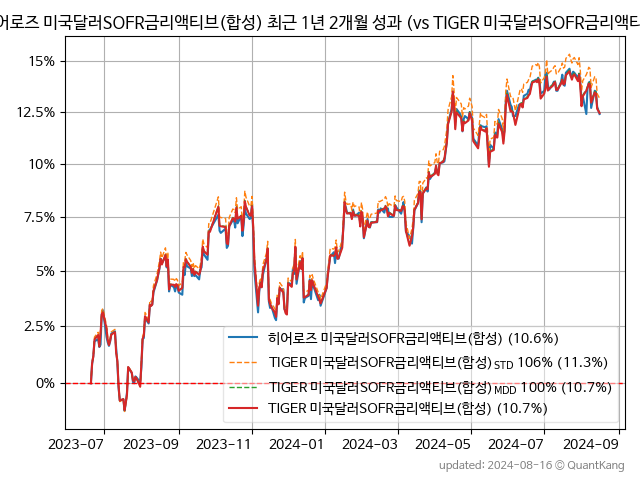 어로즈 미국달러SOFR금리액티브(합성) 최근 1년 2개월 성과 (vs TIGER 미국달러SOFR금리액트
15%
12.5%
10%
7.5%
5%
2.5%
0%
히어로즈 미국달러SOFR금리액티브(합성) (10.6%)
TIGER 미국달러SOFR금리액티브(합성) STD 106% (11.3%)
TIGER 미국달러SOFR금리액티브(합성) MDD 100% (10.7%)
TIGER 미국달러SOFR금리액티브(합성) (10.7%)
2023-07 2023-09 2023-11 2024-01 2024-03 2024-05 2024-07 2024-09
updated: 2024-08-16 © QuantKang